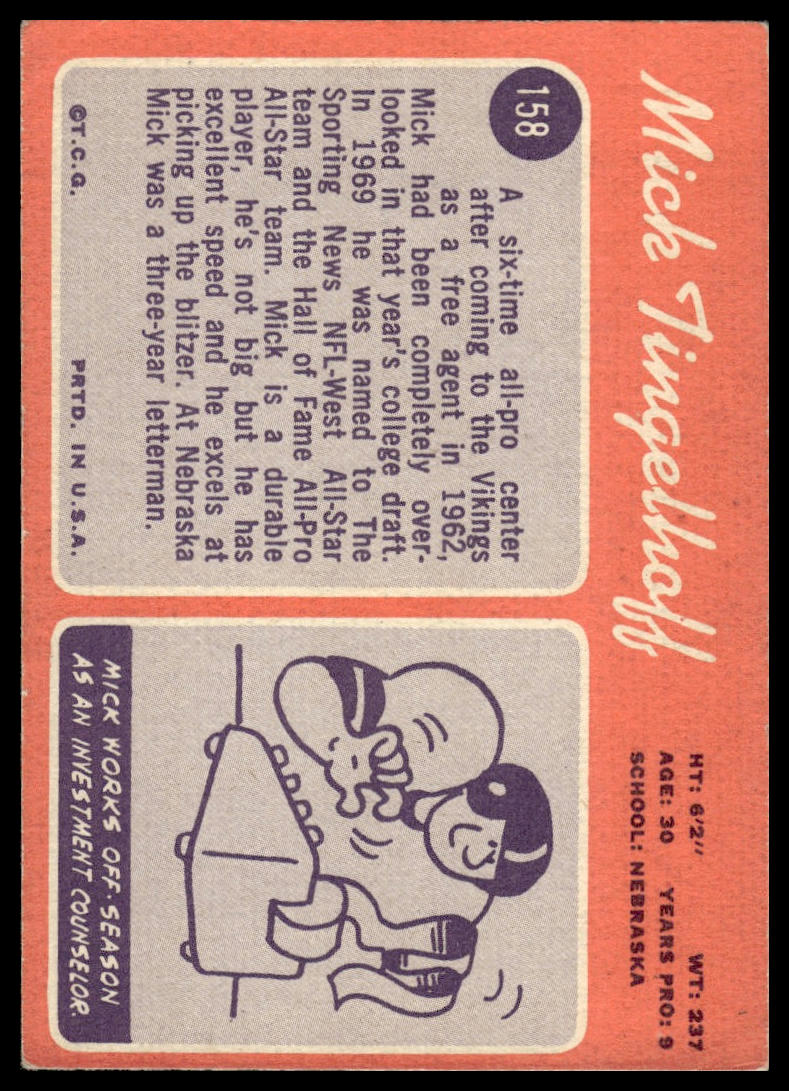 Mick Tingelhoff
HT: 6'2" WT: 237
AGE: 30 YEARS PRO: 9
SCHOOL: NEBRASKA
158
A six-time all-pro center
after coming to the Vikings
as a free agent in 1962,
Mick had been completely over-
looked in that year's college draft.
In 1969 he was named to The
Sporting News NFL-West All-Star
team and the Hall of Fame All-Pro
All-Star team. Mick is a durable
player, he's not big but he has
excellent speed and he excels at
picking up the blitzer. At Nebraska
Mick was a three-year letterman.
©T.C.G. PRTD. IN U.S.A.
MICK WORKS OFF-SEASON
AS AN INVESTMENT COUNSELOR